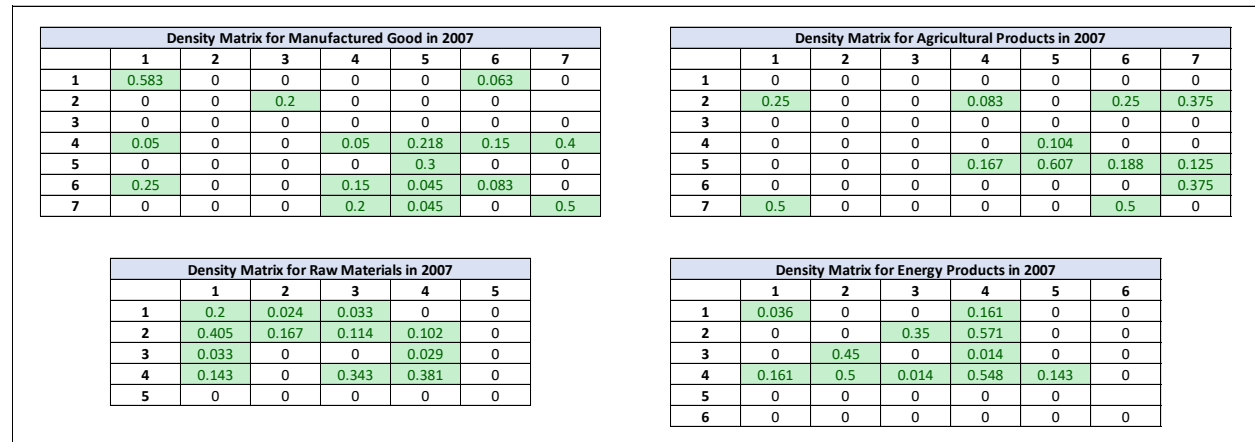 Density Matrix for Manufactured Good in 2007
1 2 3 4 5 6 7
1 0.583 0 0 0 0 0.063 0
2 0 0 0.2 0 0 0
3 0 0 0 0 0 0 0
4 0.05 0 0 0.05 0.218 0.15 0.4
5 0 0 0 0 0.3 0 0
6 0.25 0 0 0.15 0.045 0.083 0
7 0 0 0 0.2 0.045 0 0.5
Density Matrix for Agricultural Products in 2007
1 2 3 4 5 6 7
1 0 0 0 0 0 0 0
2 0.25 0 0 0.083 0 0.25 0.375
3 0 0 0 0 0 0 0
4 0 0 0 0 0.104 0 0
5 0 0 0 0.167 0.607 0.188 0.125
6 0 0 0 0 0 0 0.375
7 0.5 0 0 0 0 0.5 0
Density Matrix for Raw Materials in 2007
1 2 3 4 5
1 0.2 0.024 0.033 0 0
2 0.405 0.167 0.114 0.102 0
3 0.033 0 0 0.029 0
4 0.143 0 0.343 0.381 0
5 0 0 0 0 0
Density Matrix for Energy Products in 2007
1 2 3 4 5 6
1 0.036 0 0 0.161 0 0
2 0 0 0.35 0.571 0 0
3 0 0.45 0 0.014 0 0
4 0.161 0.5 0.014 0.548 0.143 0
5 0 0 0 0 0
6 0 0 0 0 0 0